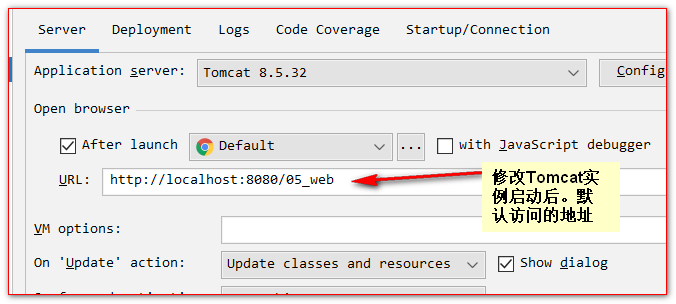 Server Deployment Logs Code Coverage Startup/Connection
Application server: Tomcat 8.5.32 Config
Open browser
After launch Default ... with JavaScript debugger
URL: http://localhost:8080/05_web
修改Tomcat实
例启动后。默
认访问的地址
VM options:
On 'Update' action: Update classes and resources Show dialog